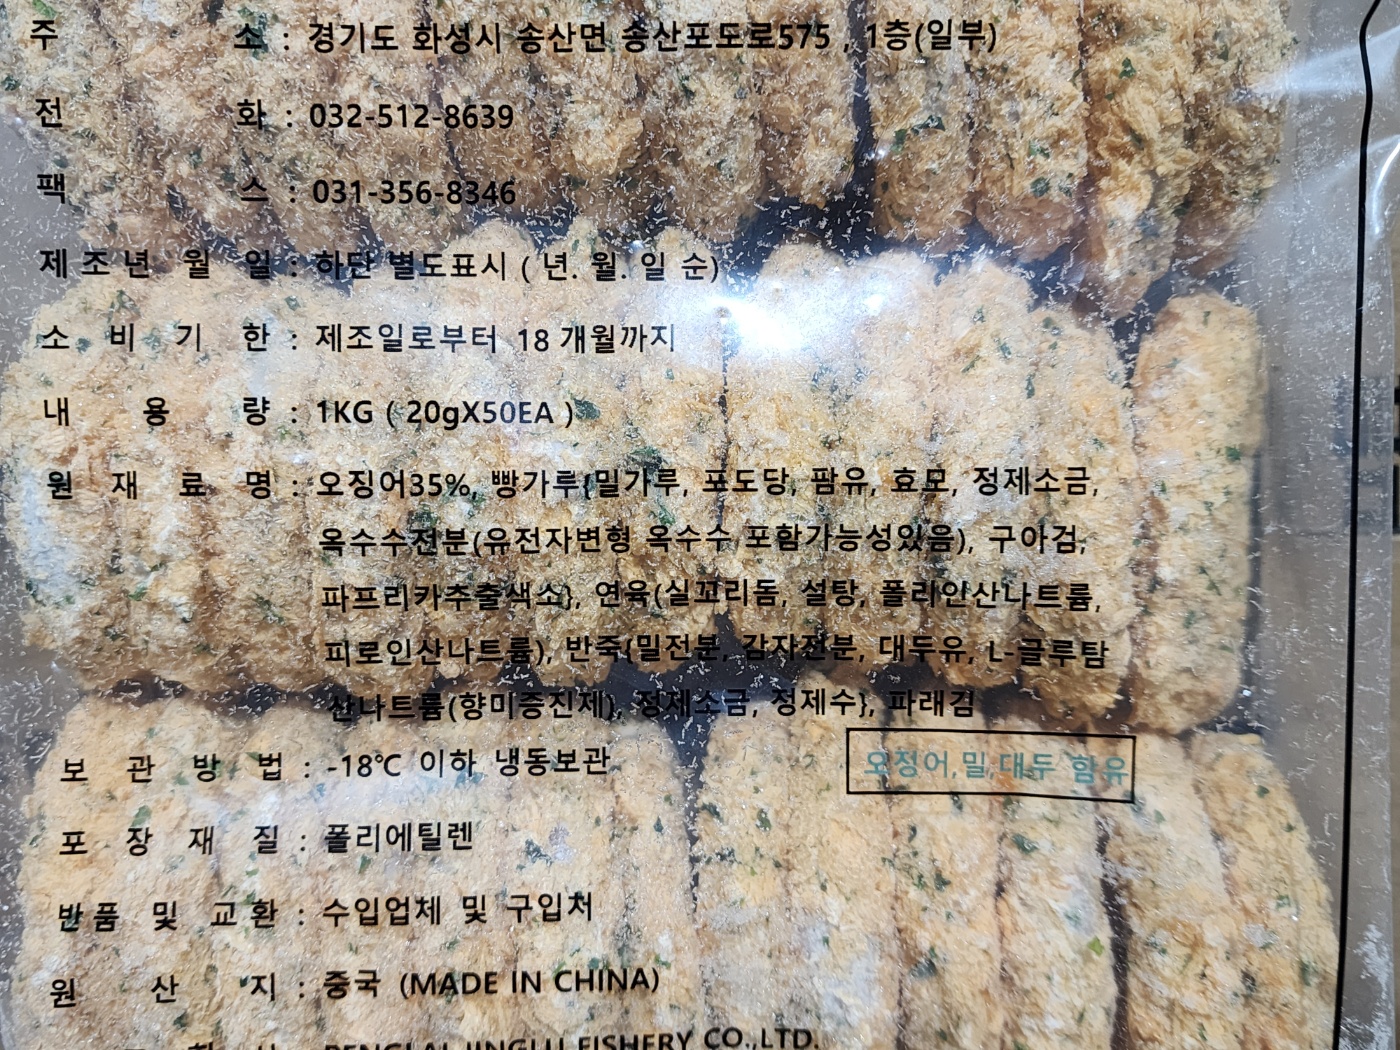 주 소 : 경기도 화성시 송산면 송산포도로575 , 1층(일부)
전 화 : 032-512-8639
팩 스 : 031-356-8346
제조년 월 일 : 하단 별도표시 ( 년. 월. 일 순)
소 비 기 한 : 제조일로부터 18 개월까지
내 용 량 : 1KG ( 20gX50EA )
원 재 료 명 : 오징어35%, 빵가루{밀가루, 포도당, 팜유, 효모, 정제소금,
옥수수전분(유전자변형 옥수수 포함가능성있음), 구아검,
파프리카추출색소}, 연육(실꼬리돔, 설탕, 폴리인산나트륨,
피로인산나트륨), 반죽{밀전분, 감자전분, 대두유, L-글루탐
산나트륨(향미증진제), 정제소금, 정제수}, 파래김
보 관 방 법 : -18℃ 이하 냉동보관
오징어,밀,대두 함유
포 장 재 질 : 폴리에틸렌
반품 및 교환 : 수입업체 및 구입처
원 산 지 : 중국 (MADE IN CHINA)
PENGLAI JINGLU FISHERY CO.,LTD.